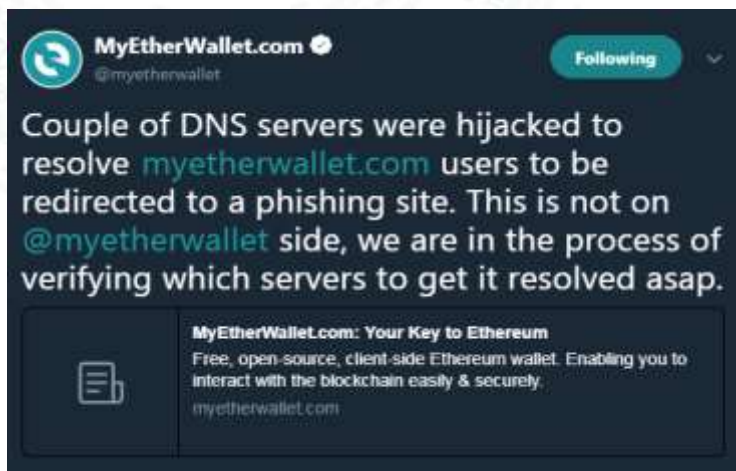 MyEtherWallet.com
@myetherwallet
Following
Couple of DNS servers were hijacked to
resolve myetherwallet.com users to be
redirected to a phishing site. This is not on
@myetherwallet side, we are in the process of
verifying which servers to get it resolved asap.
MyEtherWallet.com: Your Key to Ethereum
Free, open-source, client-side Ethereum wallet. Enabling you to
interact with the blockchain easily & securely.
myetherwallet.com